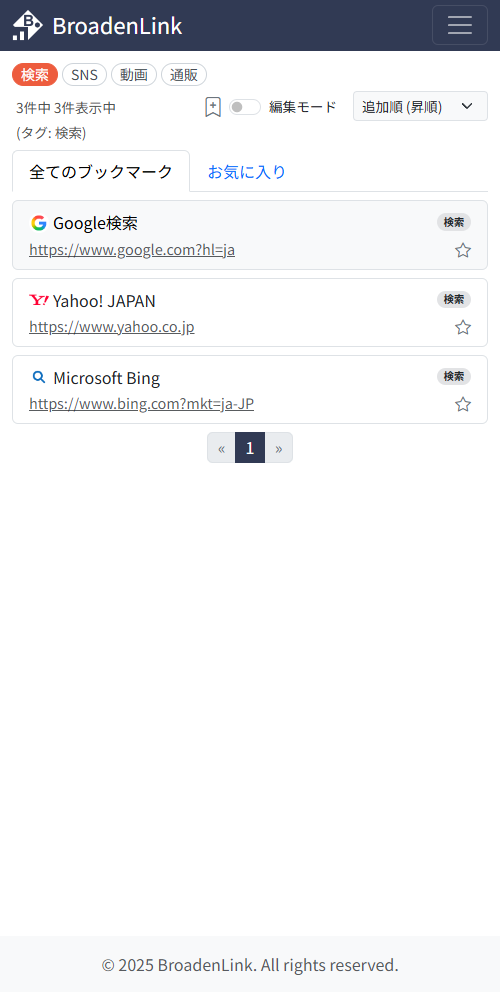 BroadenLink
検索 SNS 動画 通販
3件中 3件表示中 編集モード 追加順 (昇順)
(タグ: 検索)
全てのブックマーク お気に入り
Google検索 検索
https://www.google.com?hl=ja
Yahoo! JAPAN 検索
https://www.yahoo.co.jp
Microsoft Bing 検索
https://www.bing.com?mkt=ja-JP
« 1 »
© 2025 BroadenLink. All rights reserved.